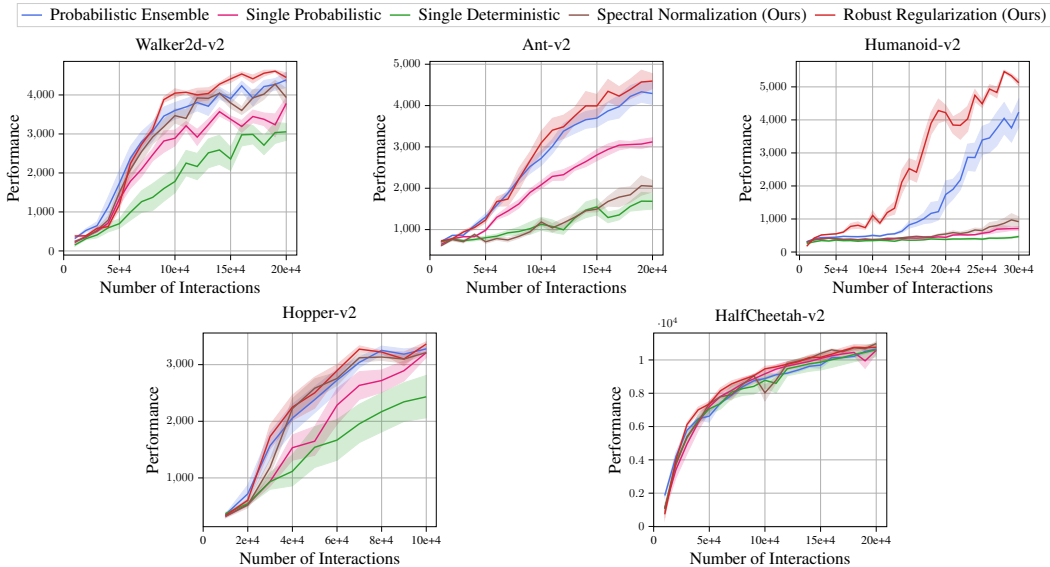 Probabilistic Ensemble Single Probabilistic Single Deterministic Spectral Normalization (Ours) Robust Regularization (Ours)
Walker2d-v2
Performance
4,000
3,000
2,000
1,000
0
0 5e+4 10e+4 15e+4 20e+4
Number of Interactions
Ant-v2
Performance
5,000
4,000
3,000
2,000
1,000
0 5e+4 10e+4 15e+4 20e+4
Number of Interactions
Humanoid-v2
Performance
6,000
5,000
4,000
3,000
2,000
1,000
0
0 5e+4 10e+4 15e+4 20e+4 25e+4 30e+4
Number of Interactions
Hopper-v2
Performance
3,000
2,000
1,000
0 2e+4 4e+4 6e+4 8e+4 10e+4
Number of Interactions
HalfCheetah-v2
·10⁴
Performance
1
0.8
0.6
0.4
0.2
0
0 5e+4 10e+4 15e+4 20e+4
Number of Interactions